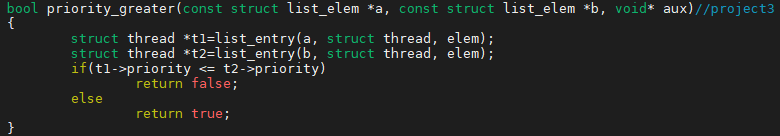 bool priority_greater(const struct list_elem *a, const struct list_elem *b, void* aux)//project3
{
        struct thread *t1=list_entry(a, struct thread, elem);
        struct thread *t2=list_entry(b, struct thread, elem);
        if(t1->priority <= t2->priority)
                return false;
        else
                return true;
}